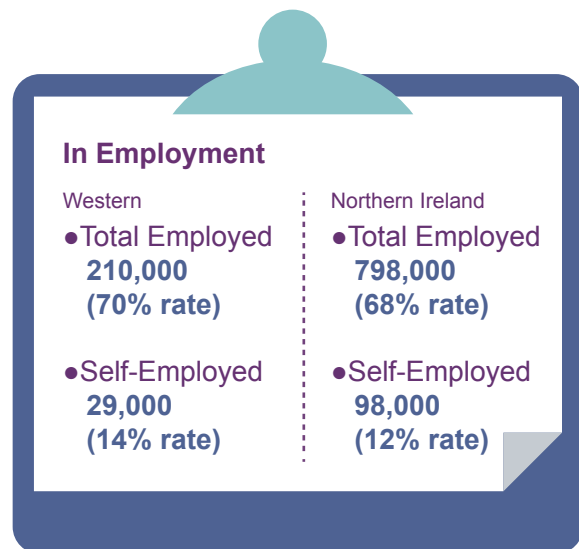 In Employment
Western
●Total Employed
210,000
(70% rate)
●Self-Employed
29,000
(14% rate)
Northern Ireland
●Total Employed
798,000
(68% rate)
●Self-Employed
98,000
(12% rate)